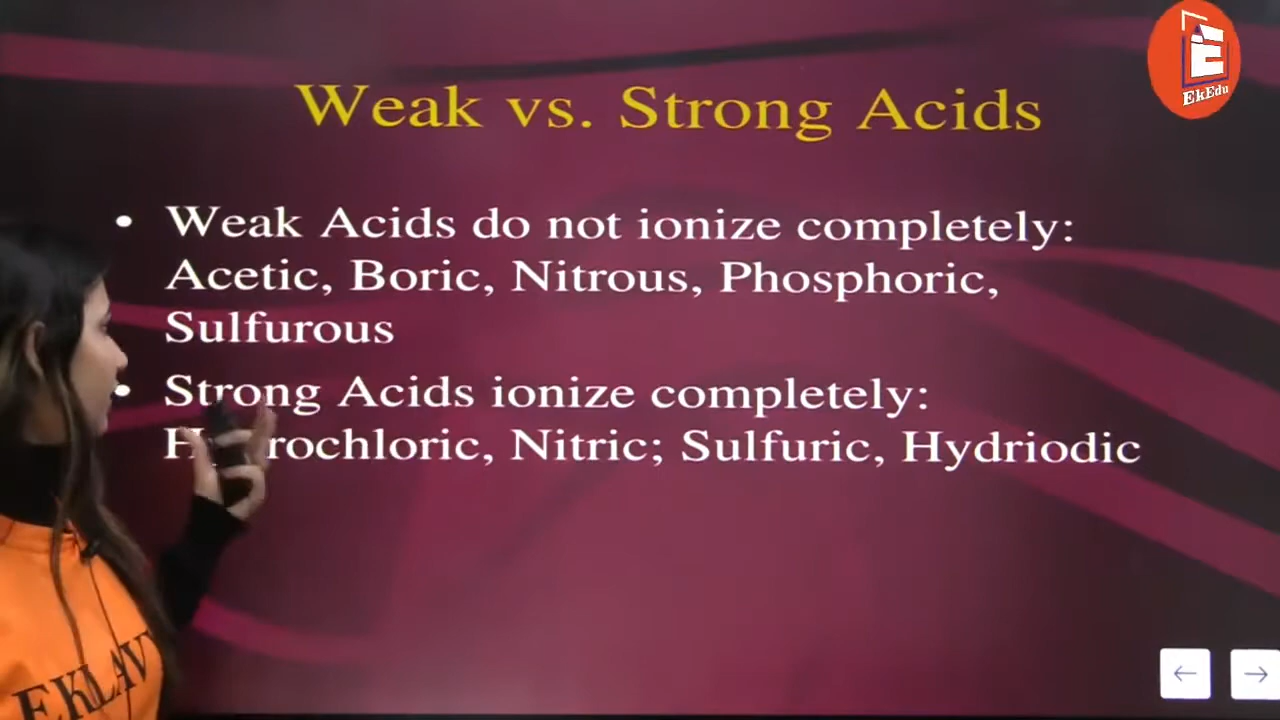 EkEdu
Weak vs. Strong Acids
• Weak Acids do not ionize completely:
Acetic, Boric, Nitrous, Phosphoric,
Sulfurous
• Strong Acids ionize completely:
Nitric; Sulfuric, Hydriodic